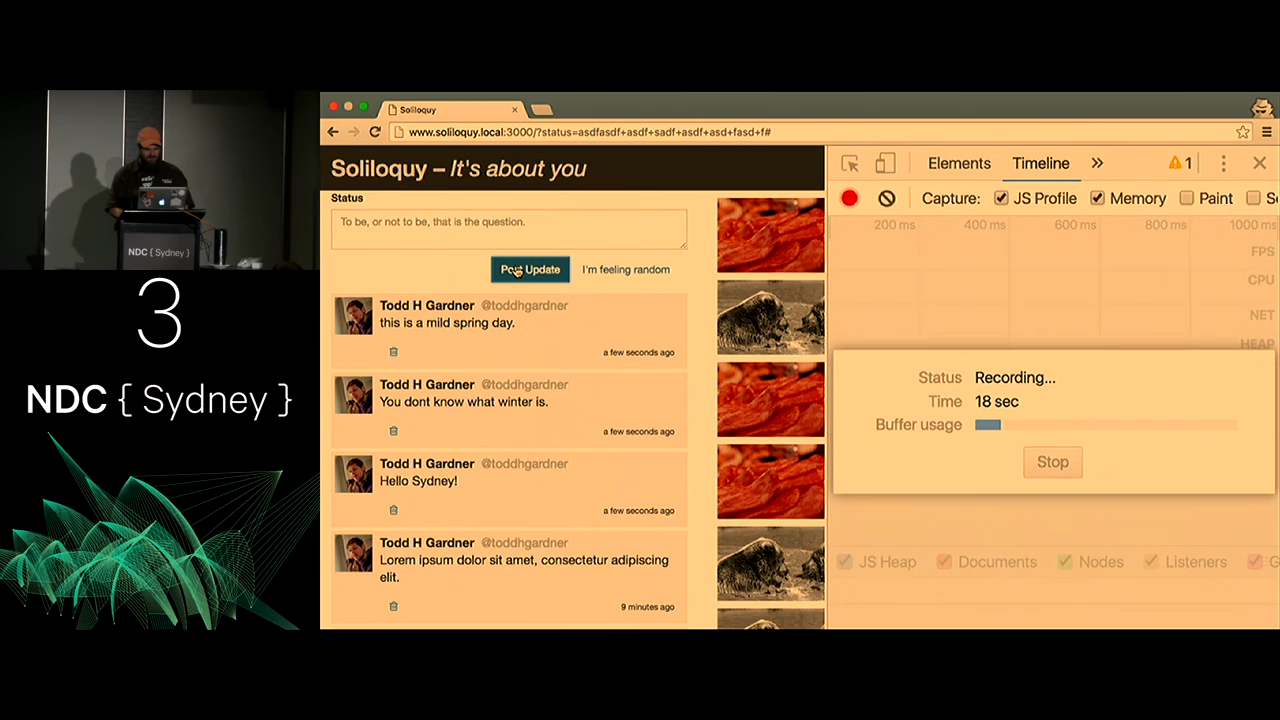 Soliloquy
www.soliloquy.local:3000/?status=asdfasdf+asdf+sadf+asdf+asd+fasd+f#
Soliloquy – It's about you
Status
To be, or not to be, that is the question.
Post Update
I'm feeling random
Todd H Gardner @toddhgardner
this is a mild spring day.
a few seconds ago
Todd H Gardner @toddhgardner
You dont know what winter is.
a few seconds ago
Todd H Gardner @toddhgardner
Hello Sydney!
a few seconds ago
Todd H Gardner @toddhgardner
Lorem ipsum dolor sit amet, consectetur adipiscing
elit.
9 minutes ago
Elements Timeline » 1
Capture: JS Profile Memory Paint
200 ms 400 ms 600 ms 800 ms 1000 ms
FPS
CPU
NET
HEAP
Status Recording...
Time 18 sec
Buffer usage
Stop
JS Heap Documents Nodes Listeners
NDC { Sydney }
3
NDC { Sydney }